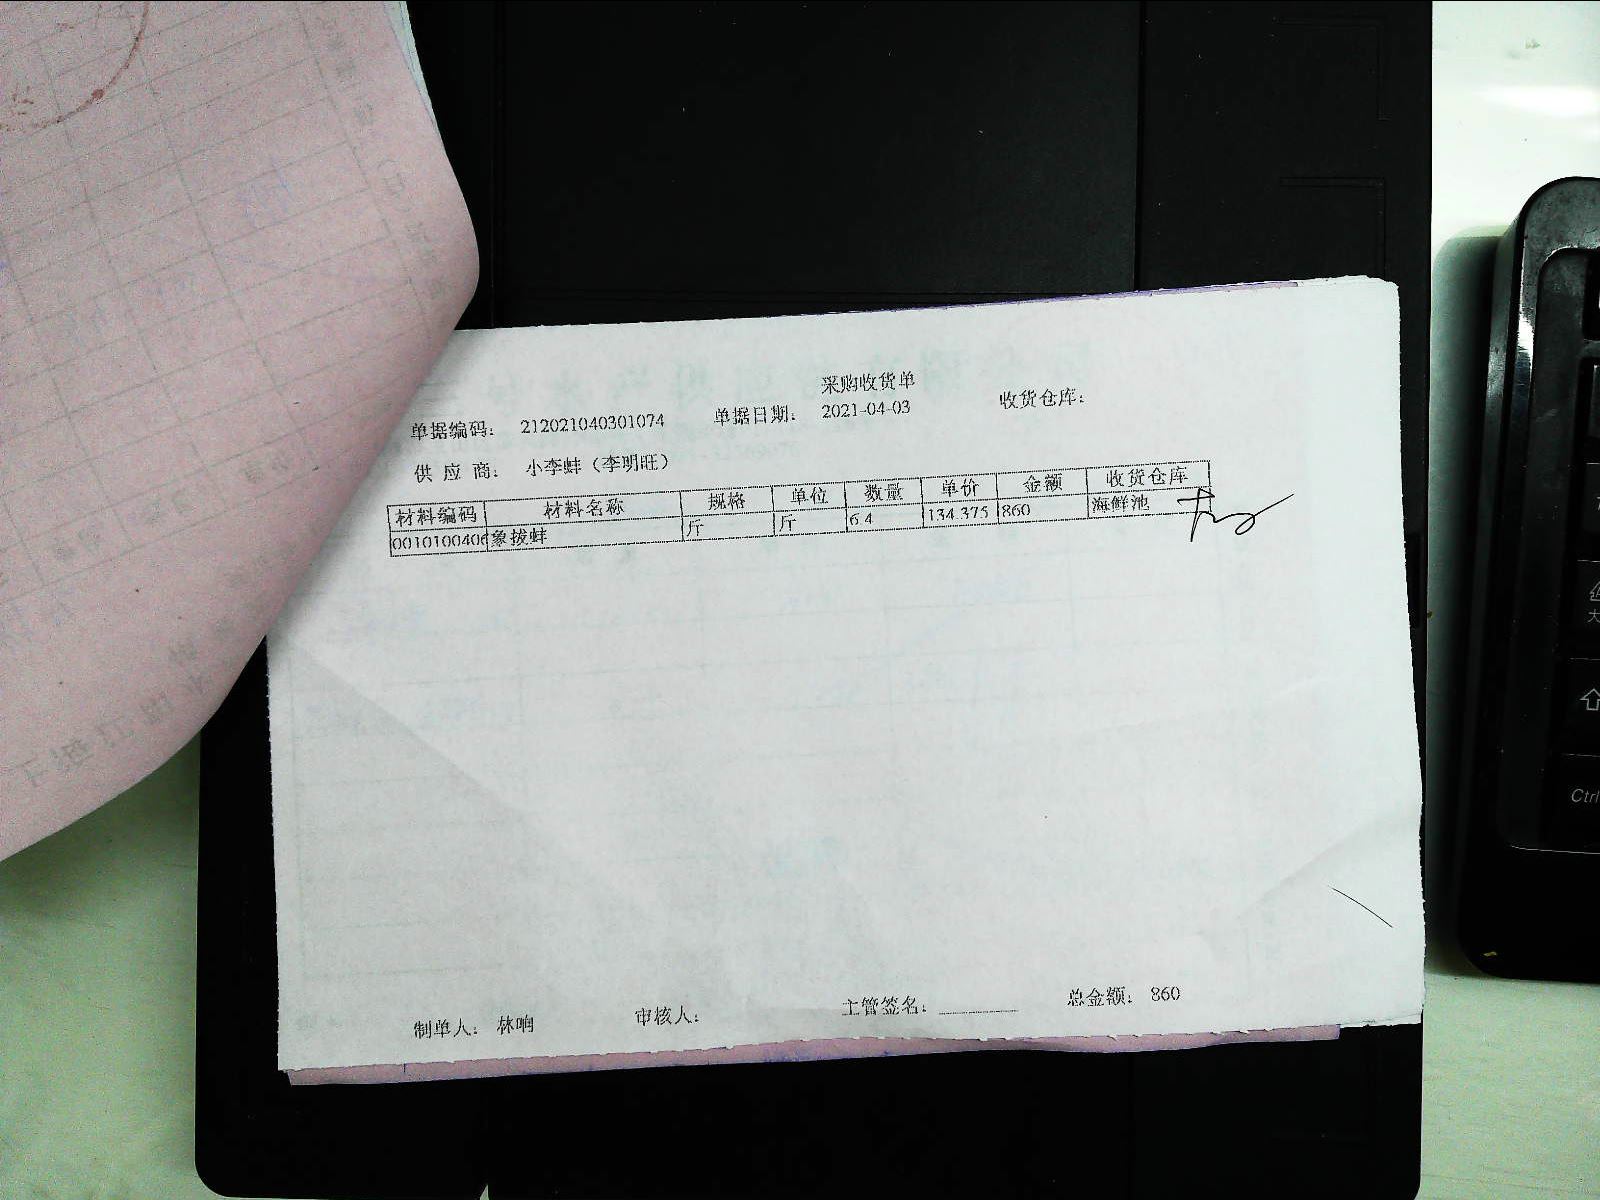 采购收货单
单据编码： 212021040301074 单据日期： 2021-04-03 收货仓库：
供 应 商： 小李蚌（李明旺）
材料编码 材料名称 规格 单位 数量 单价 金额 收货仓库
0010100406 象拔蚌 斤 斤 6.4 134.375 860 海鲜池
制单人： 林响 审核人： 主管签名： 总金额： 860
Ctrl